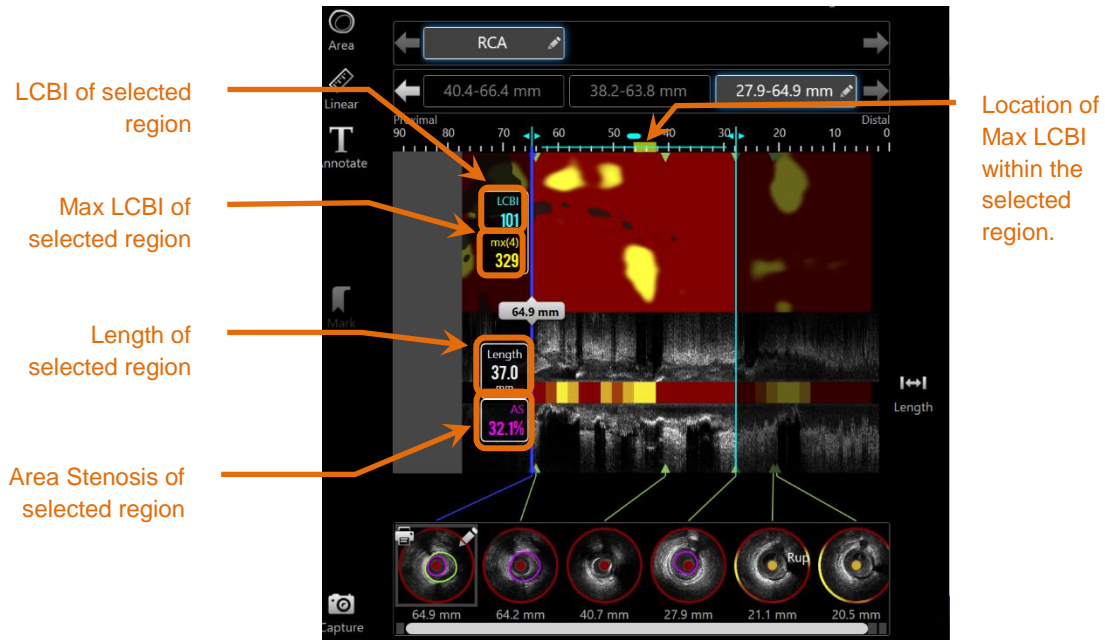 Area
RCA
Linear
40.4-66.4 mm
38.2-63.8 mm
27.9-64.9 mm
LCBI of selected
region
Location of
Max LCBI
within the
selected
region.
Proximal
Distal
90 80 70 60 50 40 30 20 10 0
T
nnotate
LCBI
101
mx(4)
329
Max LCBI of
selected region
Mark
64.9 mm
Length of
selected region
Length
37.0
mm
AS
32.1%
Length
Area Stenosis of
selected region
Rup
64.9 mm
64.2 mm
40.7 mm
27.9 mm
21.1 mm
20.5 mm
apture